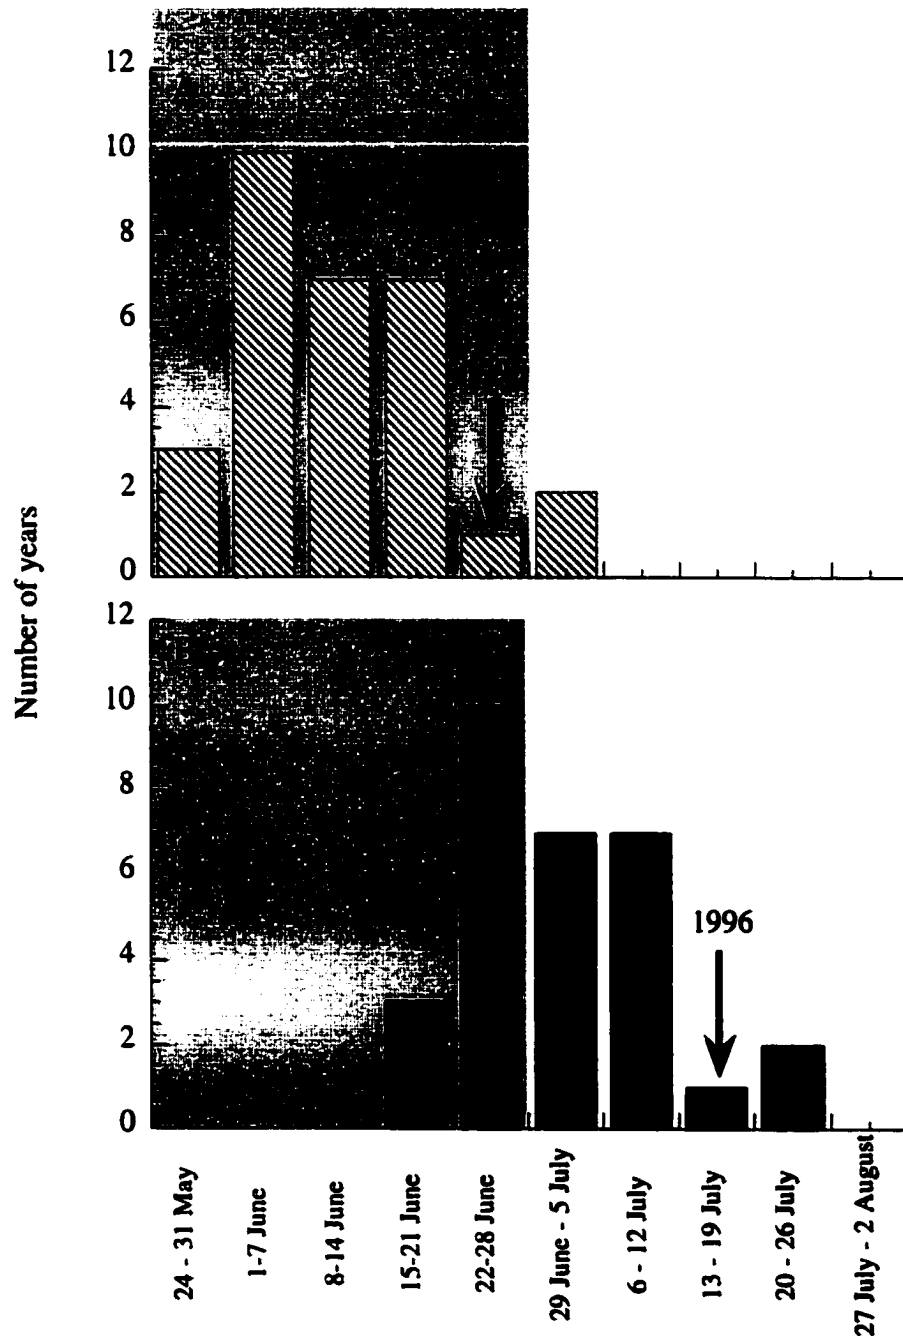 Number of years
12
10
8
6
4
2
0
12
10
8
6
4
2
0
1996
24 - 31 May
1-7 June
8-14 June
15-21 June
22-28 June
29 June - 5 July
6 - 12 July
13 - 19 July
20 - 26 July
27 July - 2 August